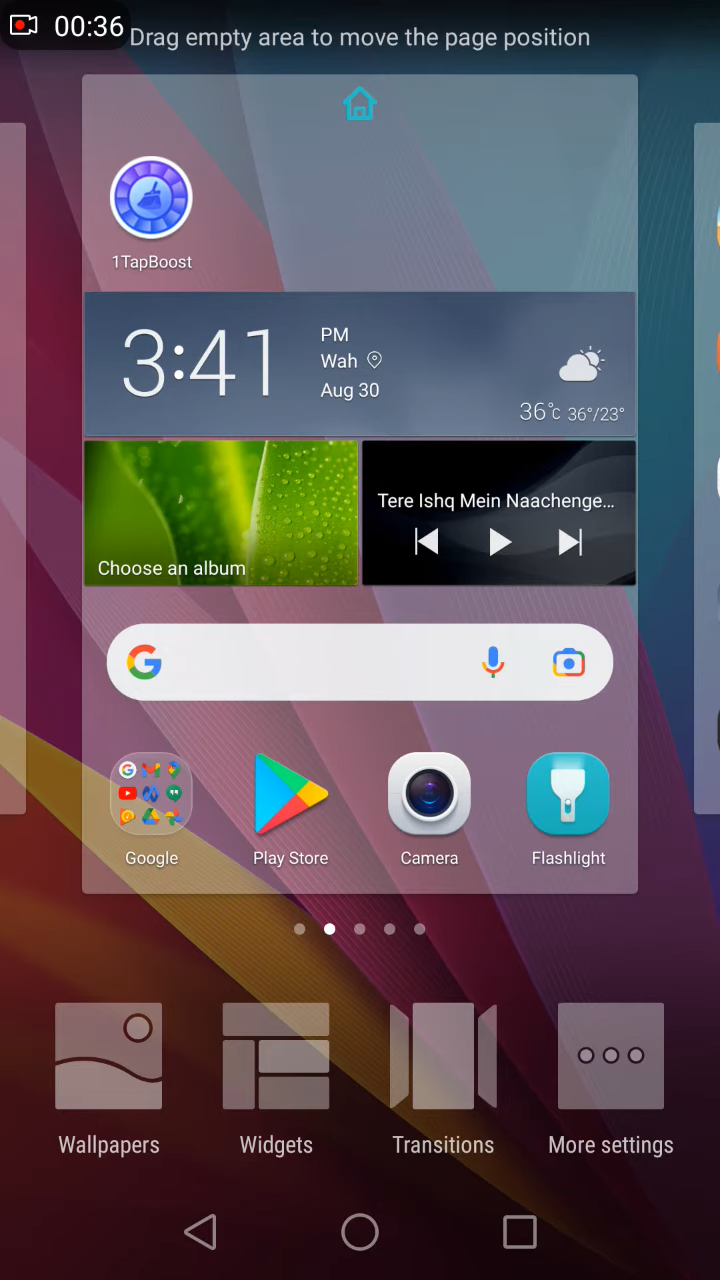 00:36
Drag empty area to move the page position
1TapBoost
3:41
PM
Wah
Aug 30
36°c 36°/23°
Choose an album
Tere Ishq Mein Naachenge...
Google
Play Store
Camera
Flashlight
Wallpapers
Widgets
Transitions
More settings